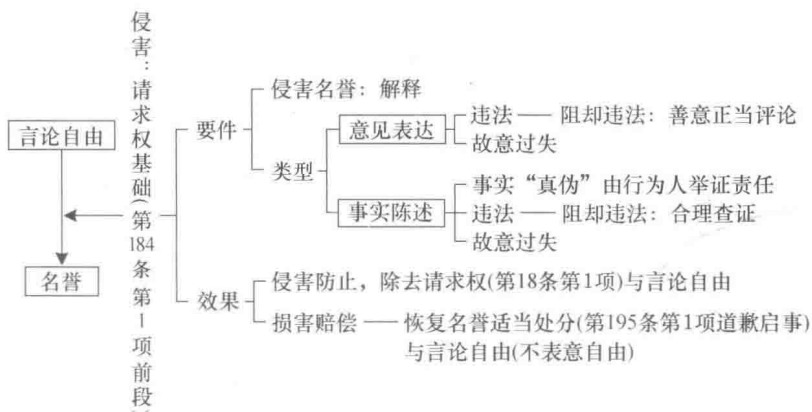 言论自由
名誉
侵害：请求权基础（第184条第1项前段
要件
侵害名誉：解释
类型
意见表达
违法 —— 阻却违法：善意正当评论
故意过失
事实陈述
事实“真伪”由行为人举证责任
违法 —— 阻却违法：合理查证
故意过失
效果
侵害防止，除去请求权(第18条第1项)与言论自由
损害赔偿 —— 恢复名誉适当处分(第195条第1项道歉启事)
与言论自由(不表意自由)